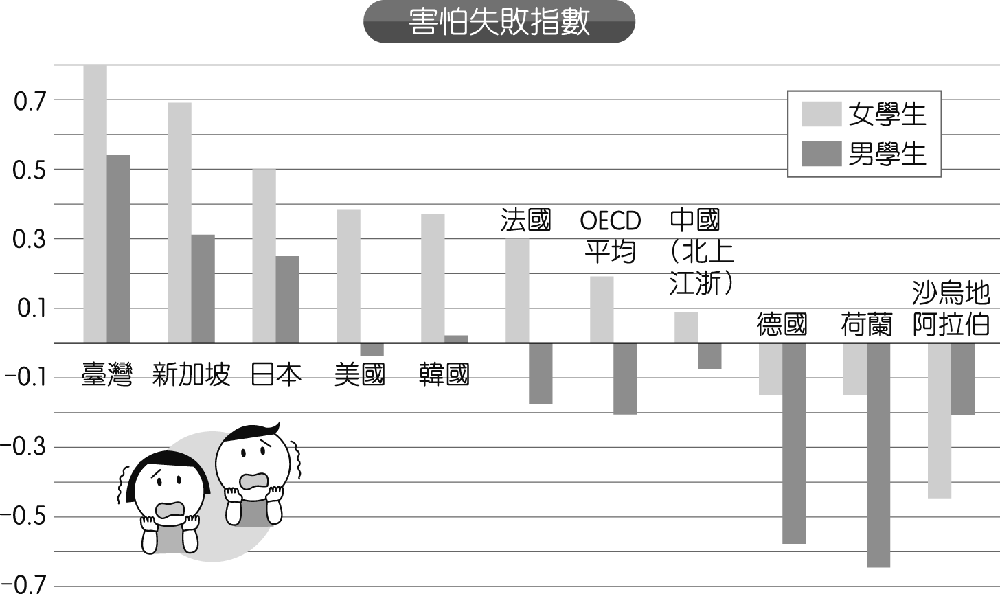 害怕失敗指數
0.7
0.5
0.3
0.1
-0.1
-0.3
-0.5
-0.7
女學生
男學生
臺灣
新加坡
日本
美國
韓國
法國
OECD
平均
中國
（北上
江浙）
德國
荷蘭
沙烏地
阿拉伯